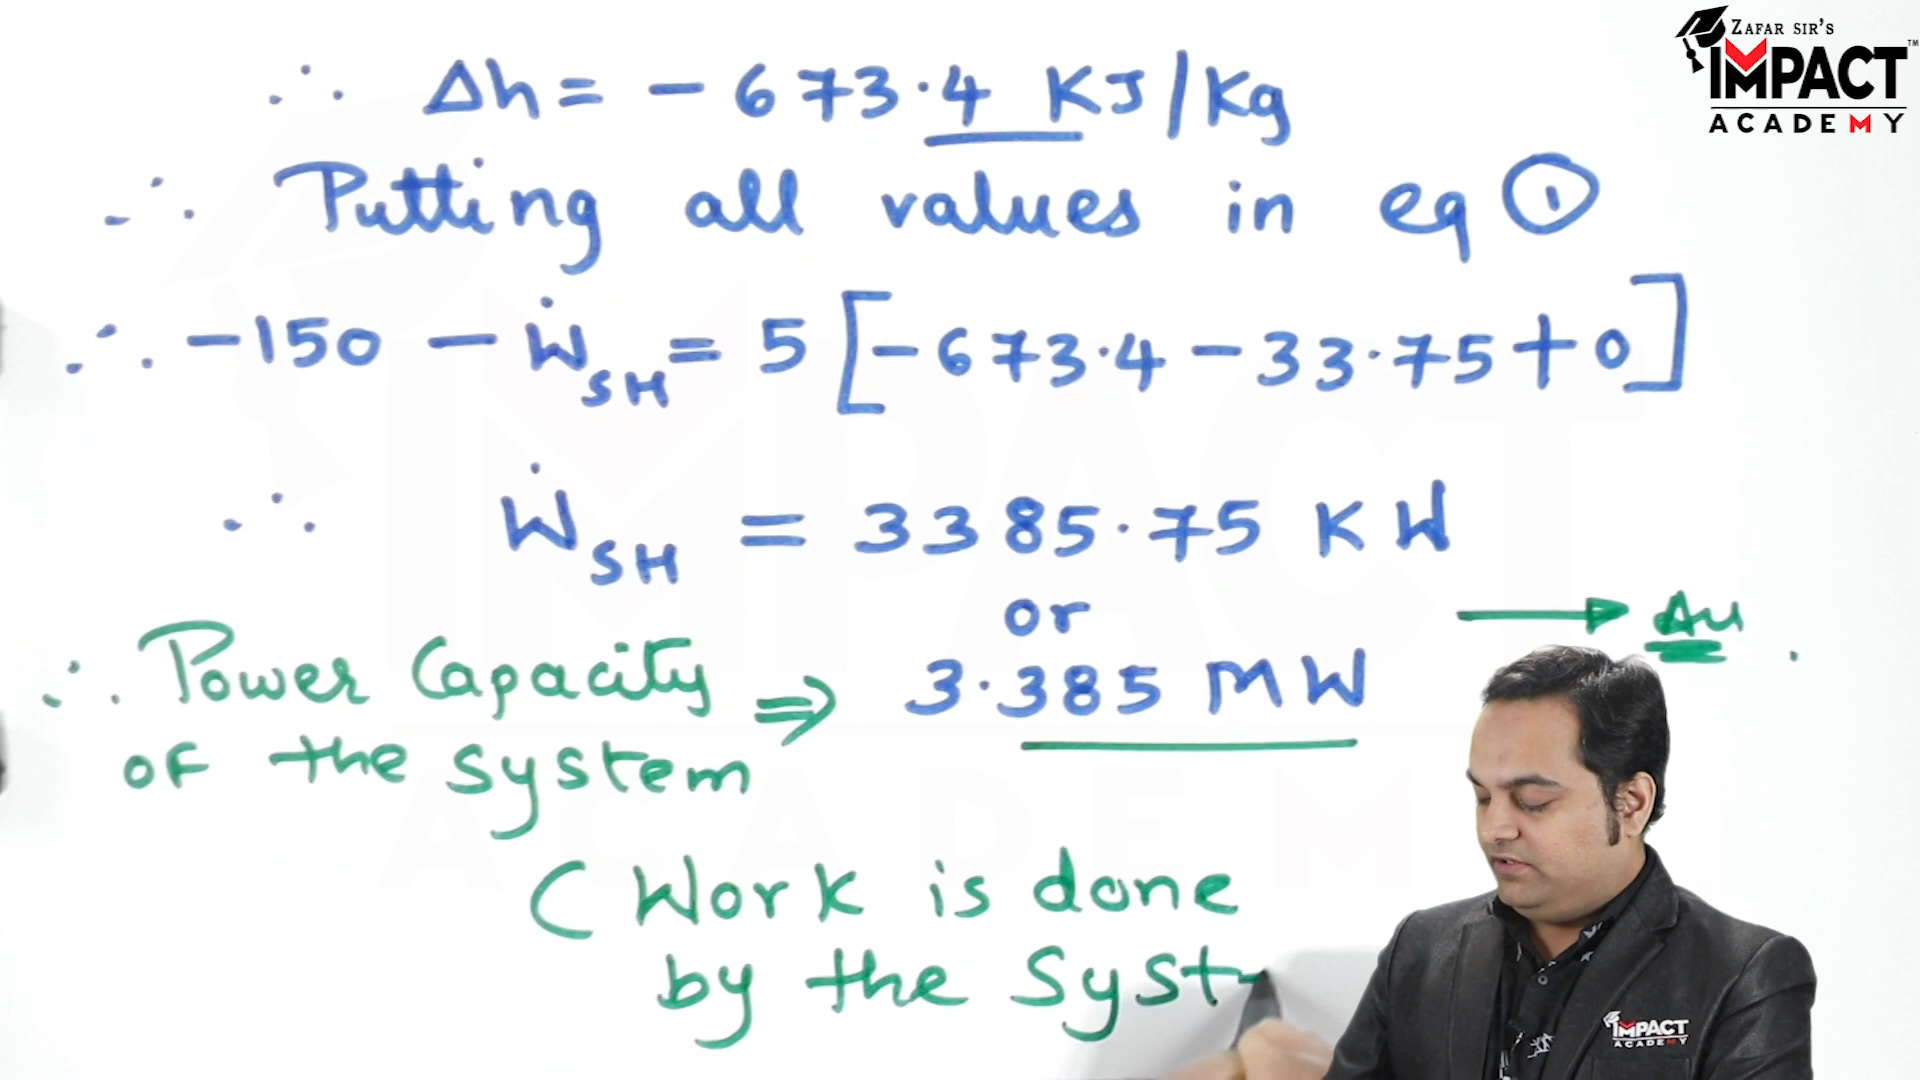 ZAFAR SIR'S
IMPACT™
ACADEMY
∴ Δh = - 673.4 KJ/Kg
∴ Putting all values in eq ①
∴ -150 - Ẇ_SH = 5 [-673.4 - 33.75 + 0]
∴ Ẇ_SH = 3385.75 KW
or
∴ Power Capacity ⇒ 3.385 MW
of the system
(Work is done
by the Syst
IMPACT
ACADEMY